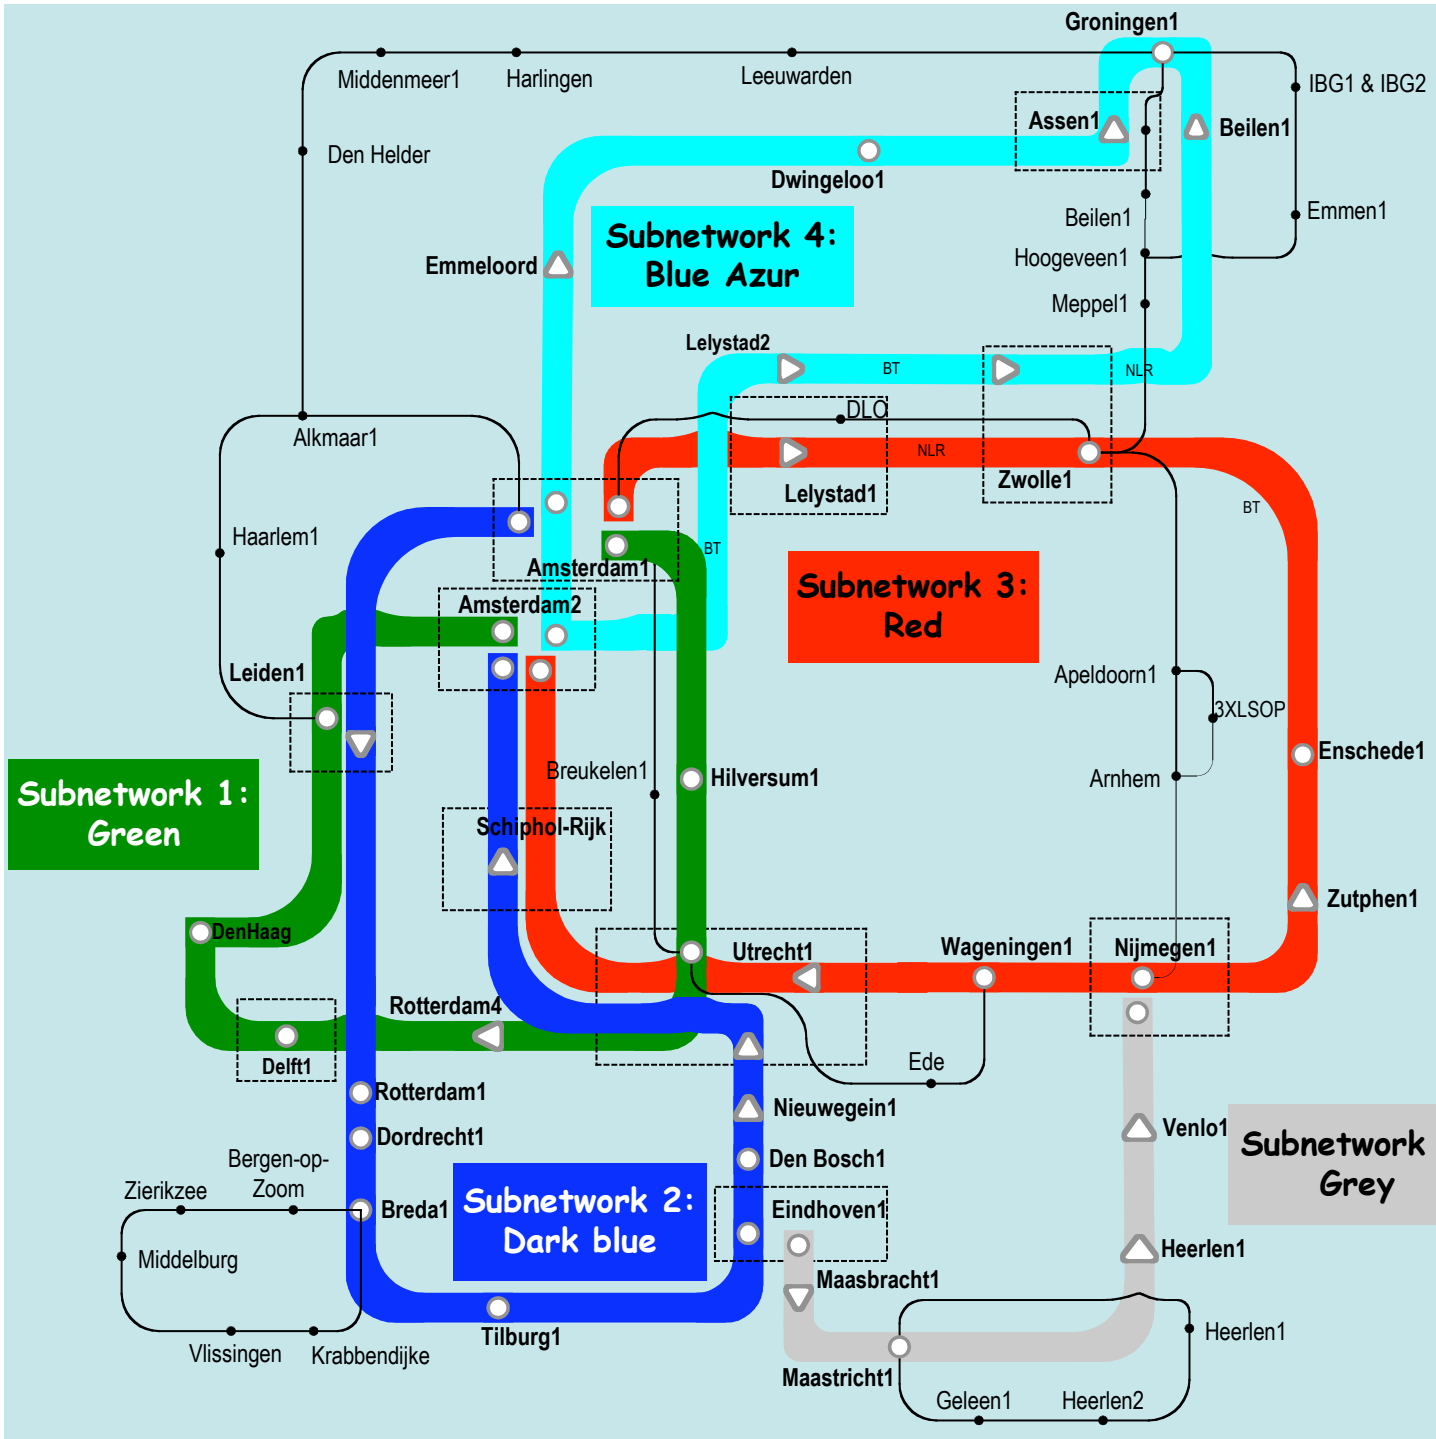 Groningen1
Middenmeer1
Harlingen
Leeuwarden
IBG1 & IBG2
Assen1
Beilen1
Den Helder
Dwingeloo1
Beilen1
Emmen1
Subnetwork 4:
Blue Azur
Emmeloord
Hoogeveen1
Meppel1
Lelystad2
BT
NLR
DLO
Alkmaar1
NLR
Lelystad1
Zwolle1
BT
Haarlem1
BT
Amsterdam1
Subnetwork 3:
Red
Amsterdam2
Leiden1
Apeldoorn1
3XLSOP
Enschede1
Breukelen1
Hilversum1
Arnhem
Subnetwork 1:
Green
Schiphol-Rijk
Zutphen1
DenHaag
Utrecht1
Wageningen1
Nijmegen1
Rotterdam4
Delft1
Ede
Rotterdam1
Nieuwegein1
Dordrecht1
Venlo1
Bergen-op-
Zoom
Den Bosch1
Subnetwork
Grey
Zierikzee
Breda1
Subnetwork 2:
Dark blue
Eindhoven1
Heerlen1
Middelburg
Maasbracht1
Tilburg1
Heerlen1
Vlissingen
Krabbendijke
Maastricht1
Geleen1
Heerlen2